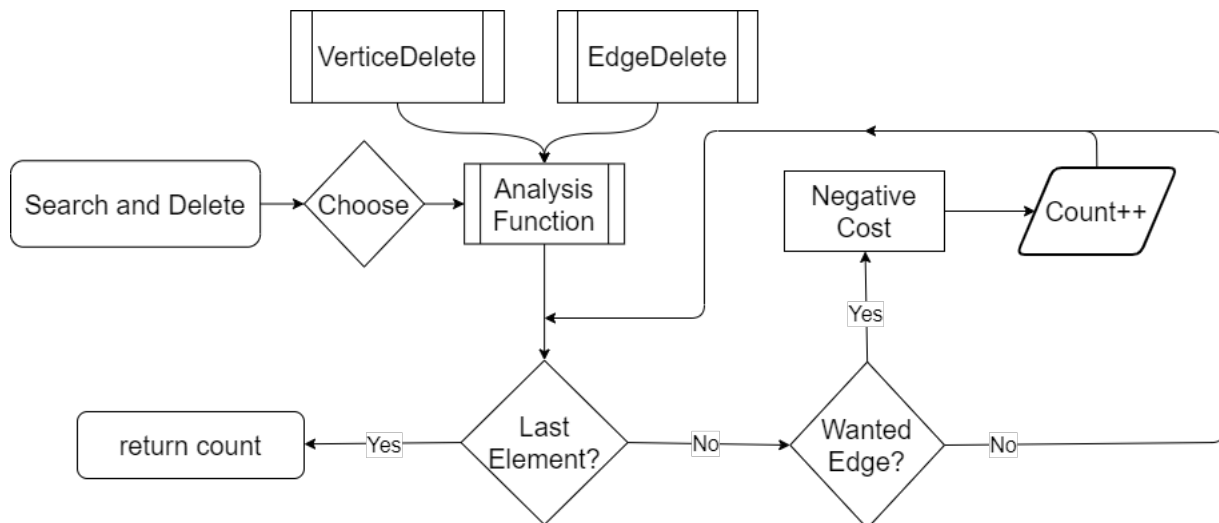 VerticeDelete
EdgeDelete
Search and Delete
Choose
Analysis
Function
Negative
Cost
Count++
Yes
return count
Yes
Last
Element?
No
Wanted
Edge?
No